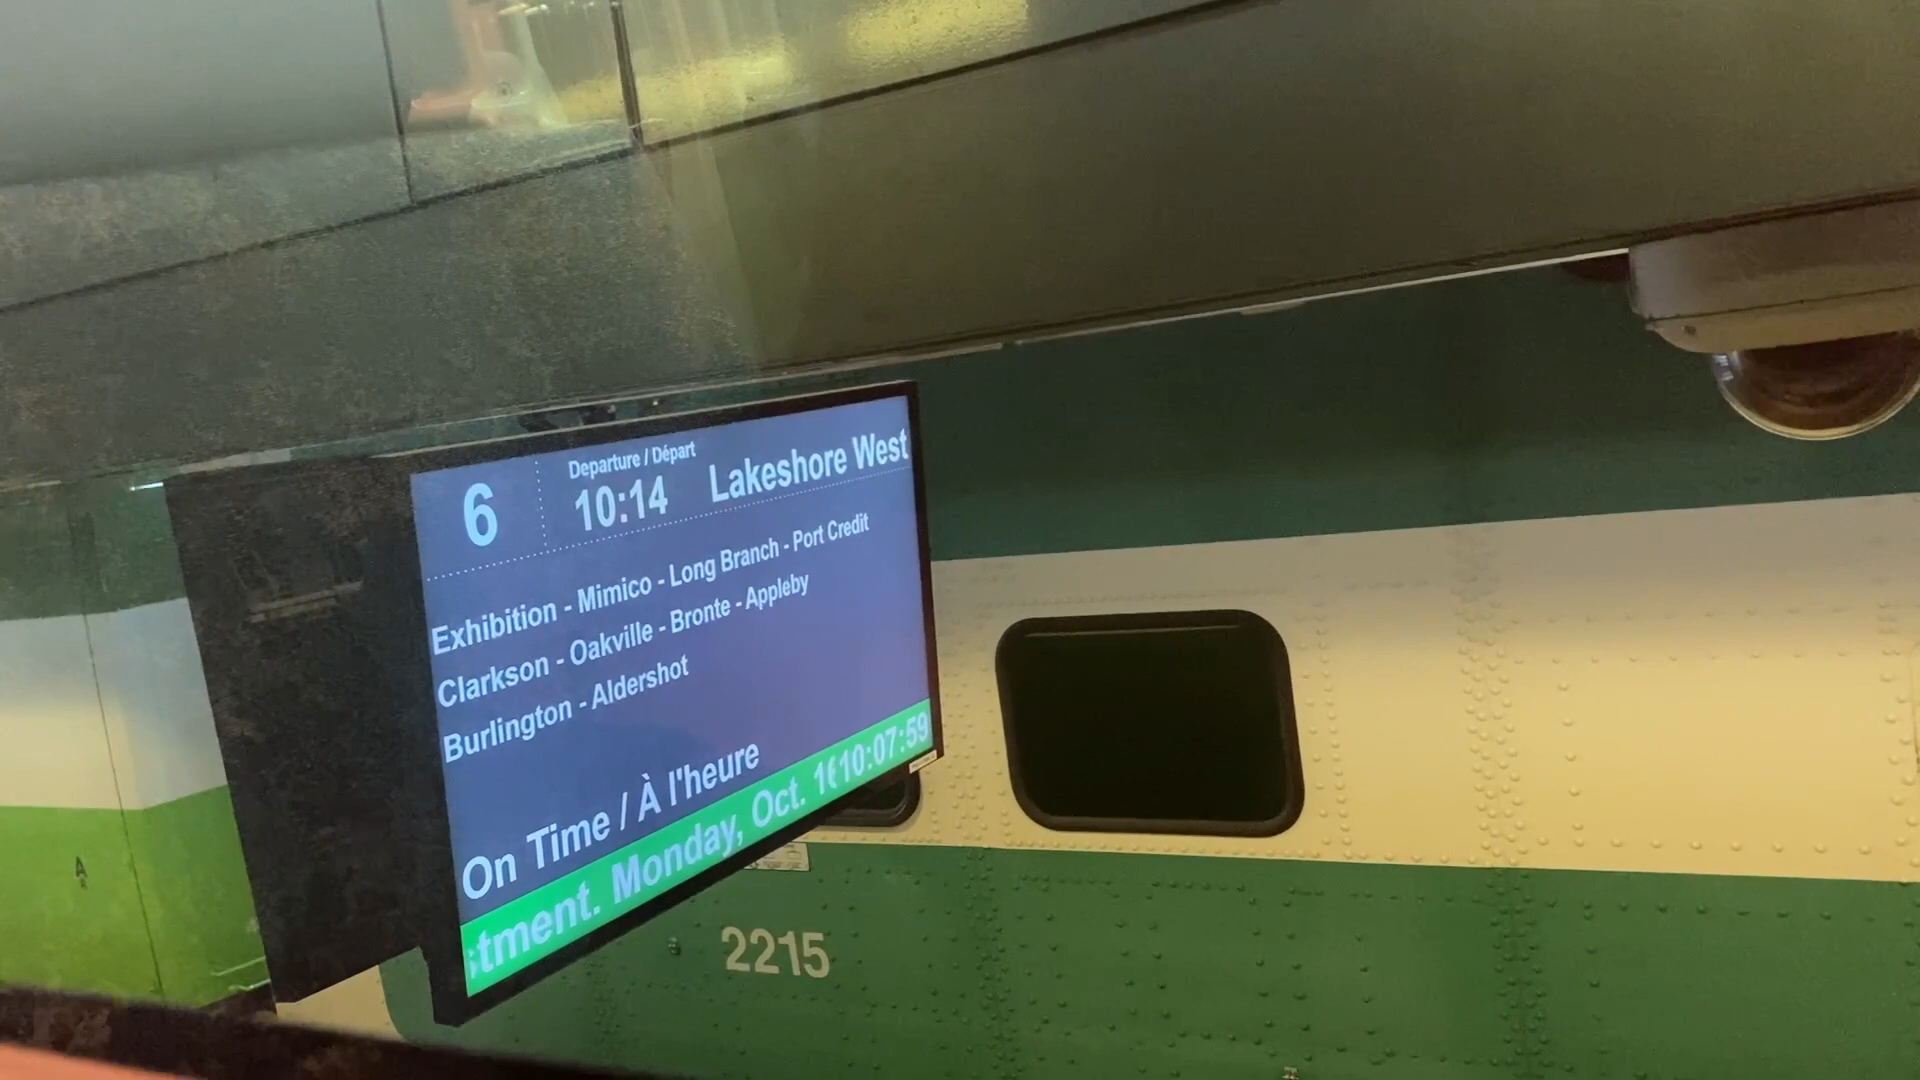 6
Departure / Départ
10:14
Lakeshore West
Exhibition - Mimico - Long Branch - Port Credit
Clarkson - Oakville - Bronte - Appleby
Burlington - Aldershot
On Time / À l'heure
tment. Monday, Oct. 16
10:07:59
2215
A